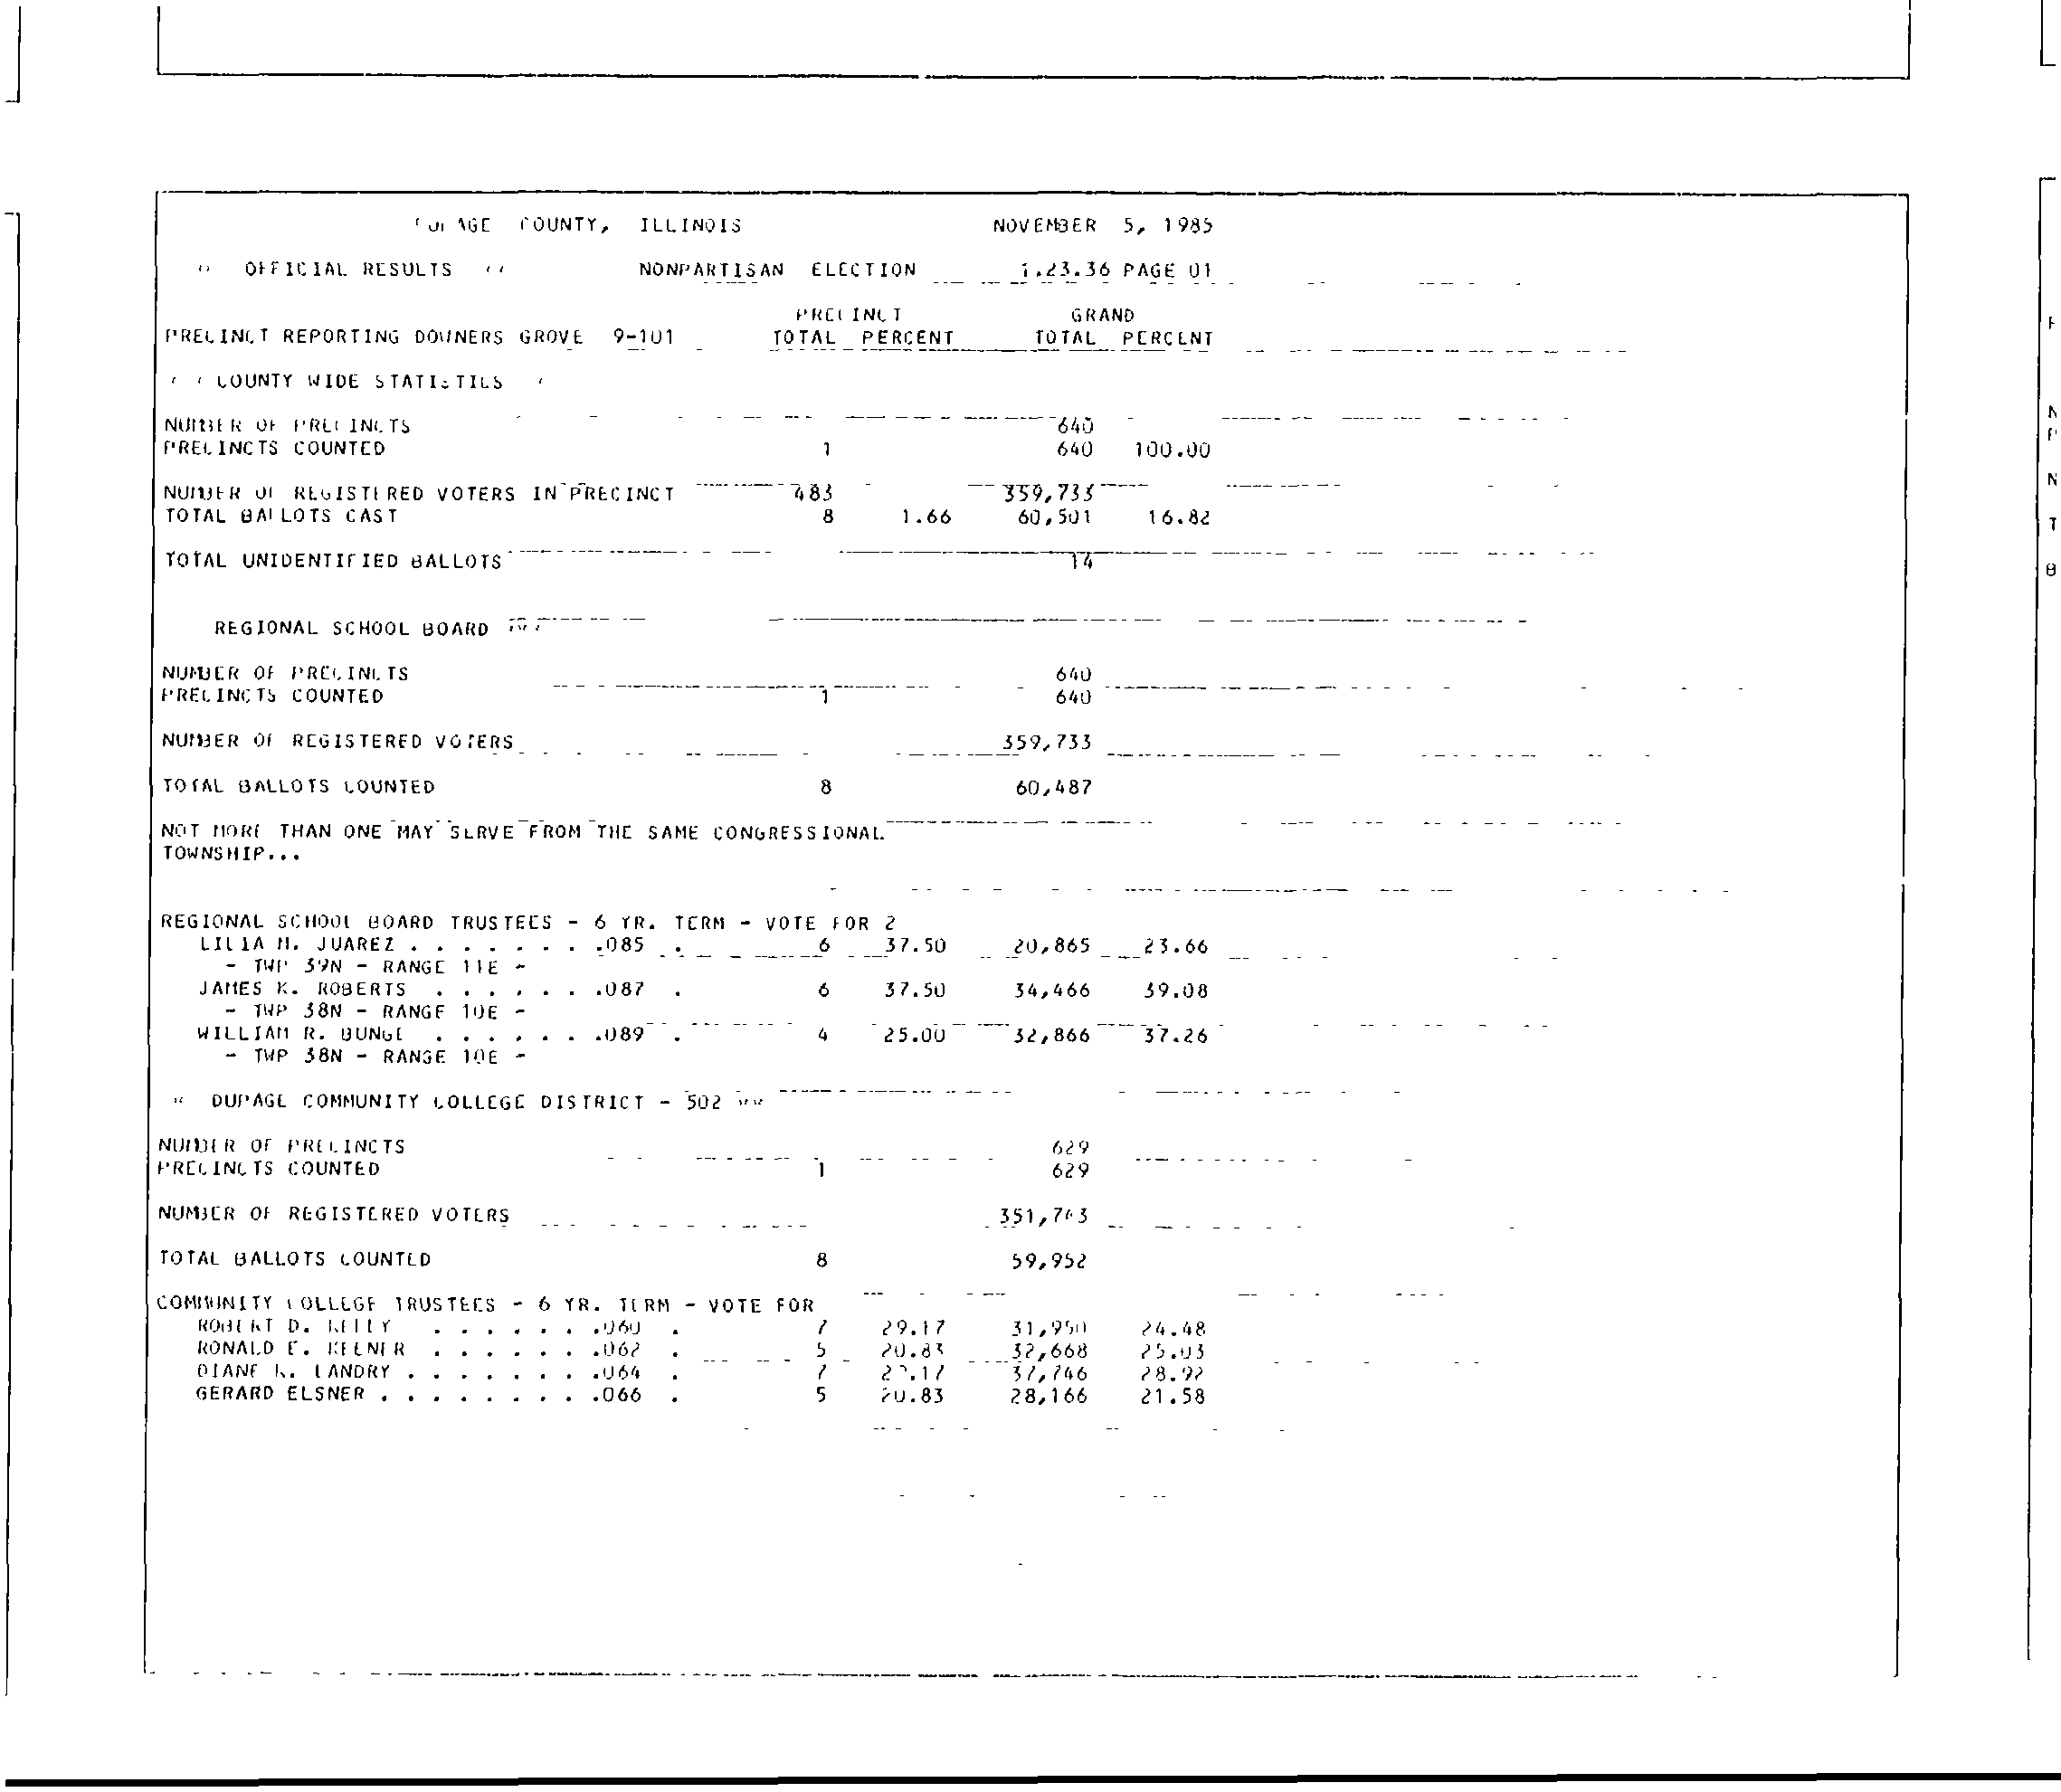 COUNTY, ILLINOIS NOVEMBER 5, 1985
OFFICIAL RESULTS NONPARTISAN ELECTION 1.23.36 PAGE 01
PRECINCT GRAND
PRECINCT REPORTING DOWNERS GROVE 9-101 TOTAL PERCENT TOTAL PERCENT
COUNTY WIDE STATISTICS
NUMBER OF PRECINCTS 640
PRECINCTS COUNTED 1 640 100.00
NUMBER OF REGISTERED VOTERS IN PRECINCT 483 359,733
TOTAL BALLOTS CAST 8 1.66 60,501 16.82
TOTAL UNIDENTIFIED BALLOTS 14
REGIONAL SCHOOL BOARD
NUMBER OF PRECINCTS 640
PRECINCTS COUNTED 1 640
NUMBER OF REGISTERED VOTERS 359,733
TOTAL BALLOTS COUNTED 8 60,487
NOT MORE THAN ONE MAY SERVE FROM THE SAME CONGRESSIONAL
TOWNSHIP...
REGIONAL SCHOOL BOARD TRUSTEES - 6 YR. TERM - VOTE FOR 2
LILIA M. JUAREZ . . . . . . . .085 . 6 37.50 20,865 23.66
- TWP 39N - RANGE 11E -
JAMES K. ROBERTS . . . . . . .087 . 6 37.50 34,466 39.08
- TWP 38N - RANGE 10E -
WILLIAM R. BUNGE . . . . . . .089 . 4 25.00 32,866 37.26
- TWP 38N - RANGE 10E -
DUPAGE COMMUNITY COLLEGE DISTRICT - 502
NUMBER OF PRECINCTS 629
PRECINCTS COUNTED 1 629
NUMBER OF REGISTERED VOTERS
TOTAL BALLOTS COUNTED 8 59,952
COMMUNITY COLLEGE TRUSTEES - 6 YR. TERM - VOTE FOR
ROBERT D. KELLY . . . . . . .060 . 7 29.17 31,950 24.48
RONALD E. KEENER . . . . . . .062 . 5 20.83 32,668 25.03
DIANE K. LANDRY . . . . . . . .064 . 7 29.17 37,746 28.92
GERARD ELSNER . . . . . . . . .066 . 5 20.83 28,166 21.58